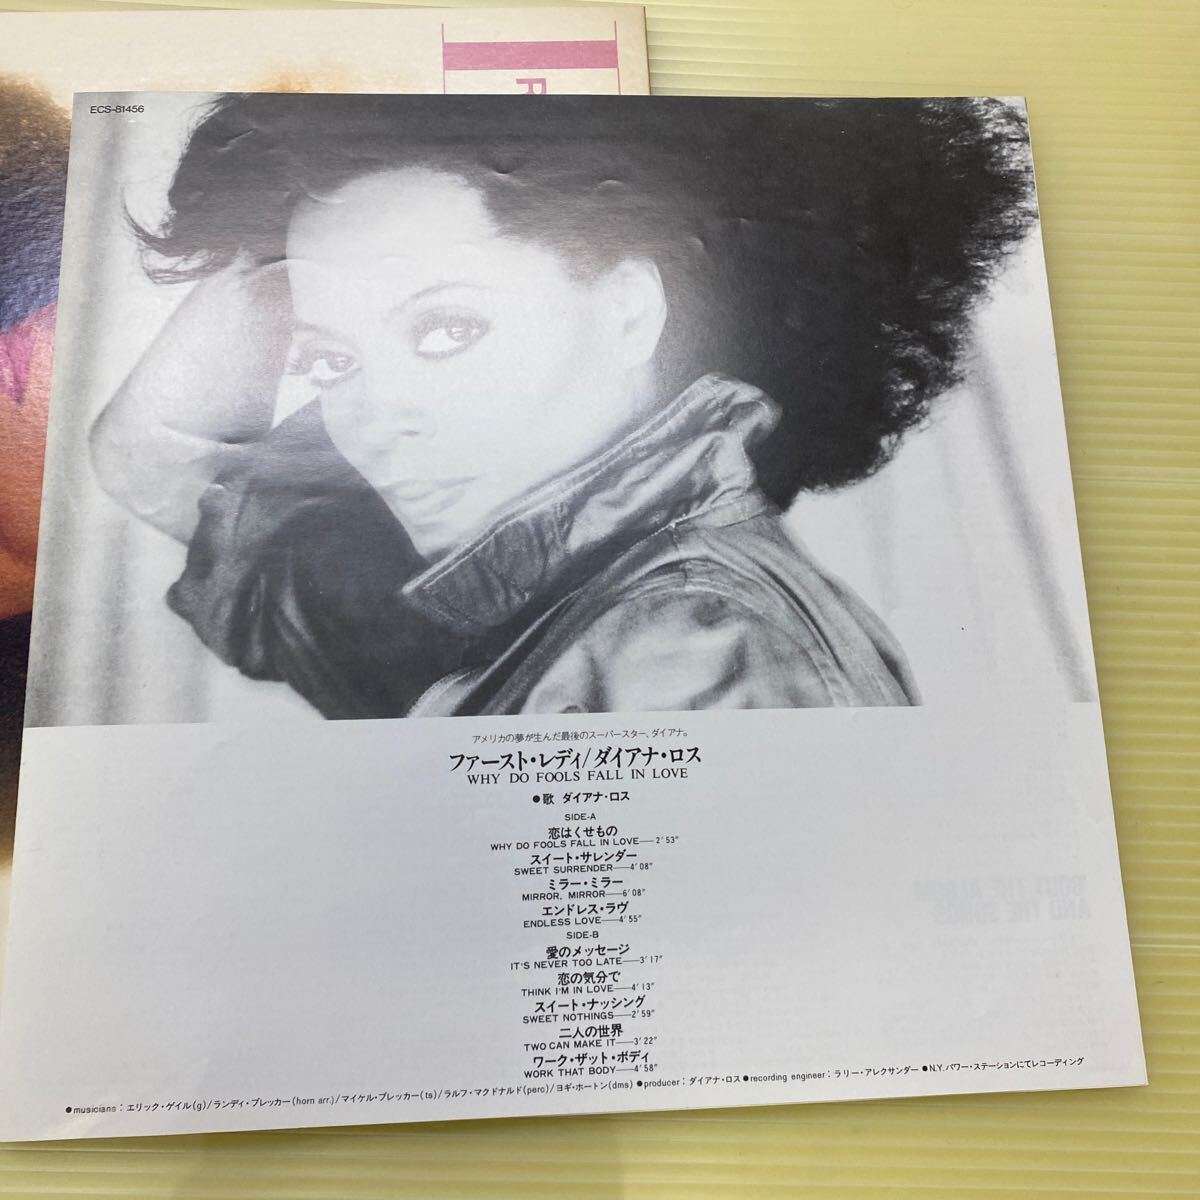 ECS-81456
アメリカの夢が生んだ最後のスーパースター、ダイアナ。
ファースト・レディ/ダイアナ・ロス
WHY DO FOOLS FALL IN LOVE
●歌 ダイアナ・ロス
SIDE-A
恋はくせもの
WHY DO FOOLS FALL IN LOVE——2'53"
スイート・サレンダー
SWEET SURRENDER——4'08"
ミラー・ミラー
MIRROR, MIRROR——6'08"
エンドレス・ラヴ
ENDLESS LOVE——4'55"
SIDE-B
愛のメッセージ
IT'S NEVER TOO LATE——3'17"
恋の気分で
THINK I'M IN LOVE——4'13"
スイート・ナッシング
SWEET NOTHINGS——2'59"
二人の世界
TWO CAN MAKE IT——3'22"
ワーク・ザット・ボディ
WORK THAT BODY——4'58"
●musicians：エリック・ゲイル(g)/ランディ・ブレッカー(horn arr.)/マイケル・ブレッカー(ts)/ラルフ・マクドナルド(perc)/ヨギ・ホートン(dms) ●producer：ダイアナ・ロス ●recording engineer：ラリー・アレクサンダー ●N.Y.パワー・ステーションにてレコーディング